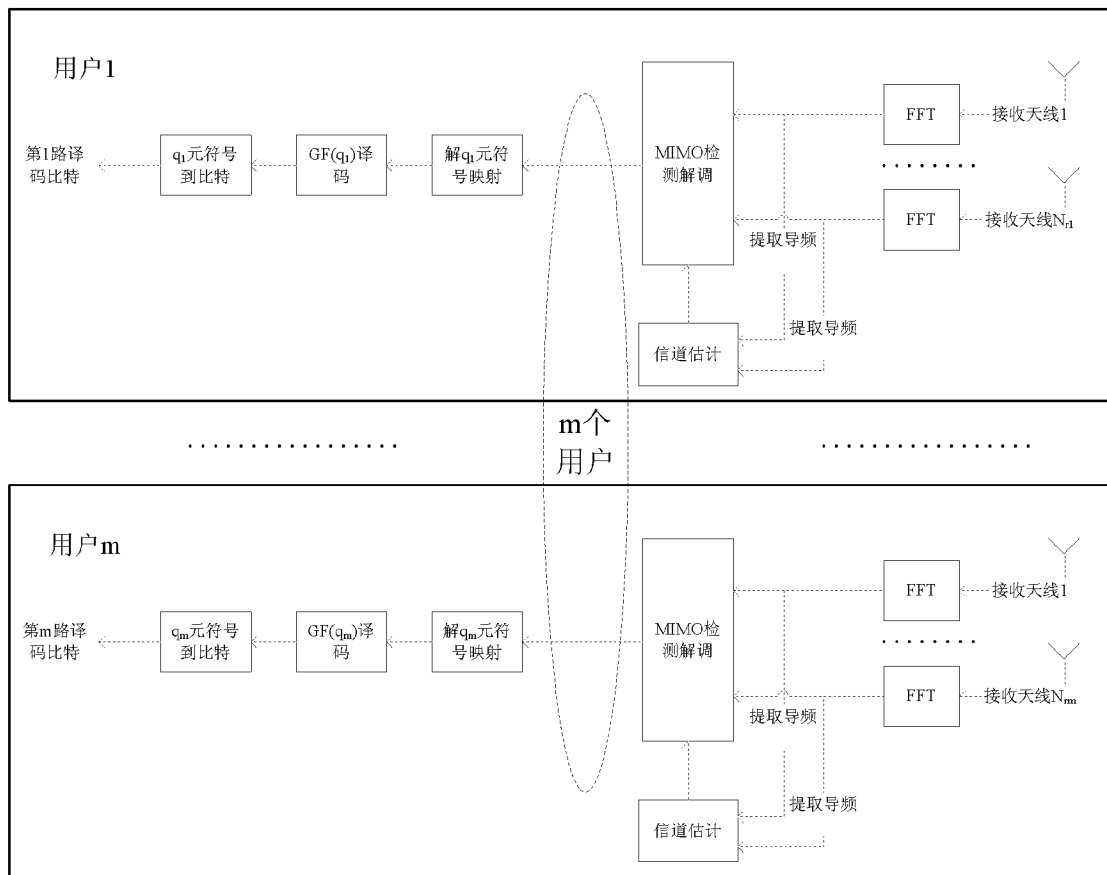 用户1
第1路译
码比特
q₁元符号
到比特
GF(q₁)译
码
解q₁元符
号映射
MIMO检
测解调
FFT
接收天线1
FFT
接收天线Nr1
提取导频
提取导频
信道估计
m个
用户
用户m
第m路译
码比特
qm元符号
到比特
GF(qm)译
码
解qm元符
号映射
MIMO检
测解调
FFT
接收天线1
FFT
接收天线Nrm
提取导频
提取导频
信道估计